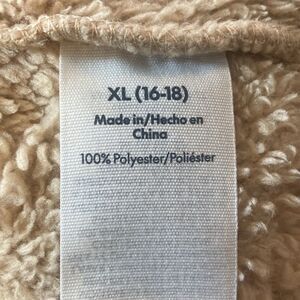 XL (16-18)
Made in/Hecho en
China
100% Polyester/Poliéster